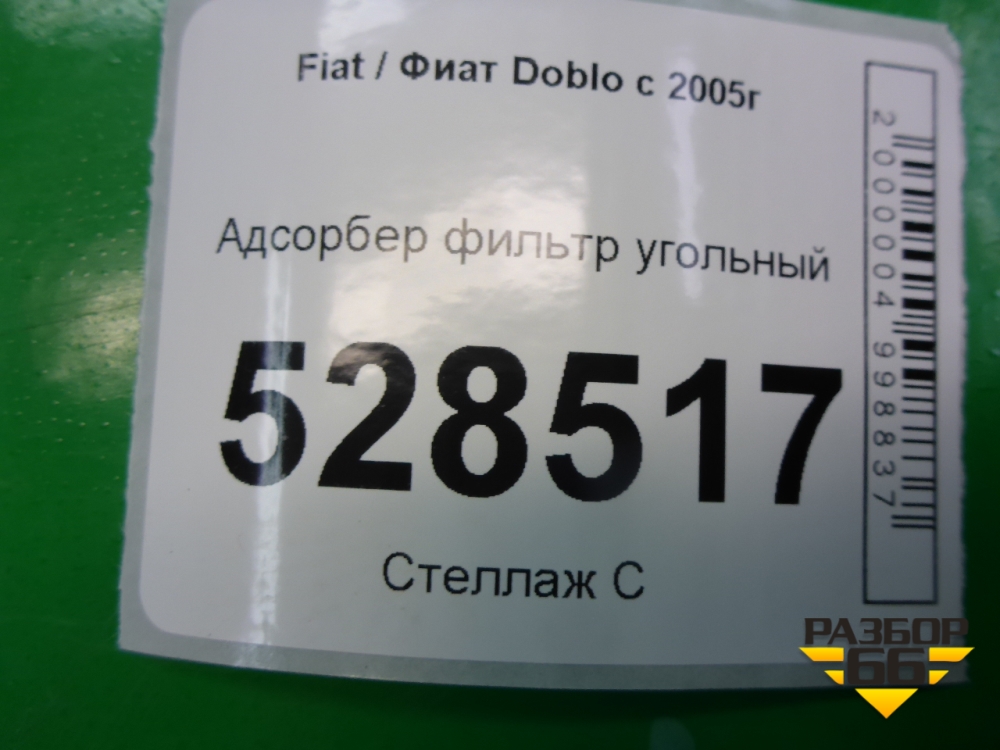 Fiat / Фиат Doblo с 2005г
Адсорбер фильтр угольный
528517
Стеллаж С
2000004998837
РАЗБОР
66